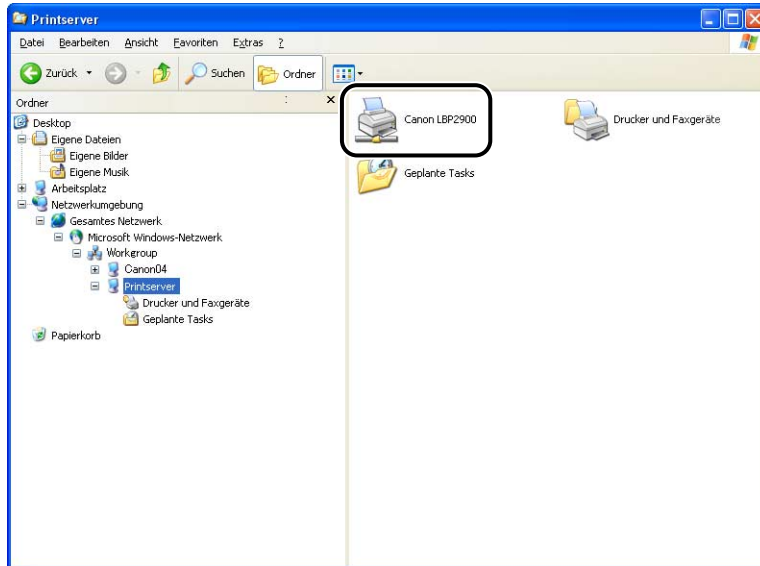 Printserver
Datei Bearbeiten Ansicht Favoriten Extras ?
Zurück Suchen Ordner
Ordner
Desktop
Eigene Dateien
Eigene Bilder
Eigene Musik
Arbeitsplatz
Netzwerkumgebung
Gesamtes Netzwerk
Microsoft Windows-Netzwerk
Workgroup
Canon04
Printserver
Drucker und Faxgeräte
Geplante Tasks
Papierkorb
Canon LBP2900
Drucker und Faxgeräte
Geplante Tasks